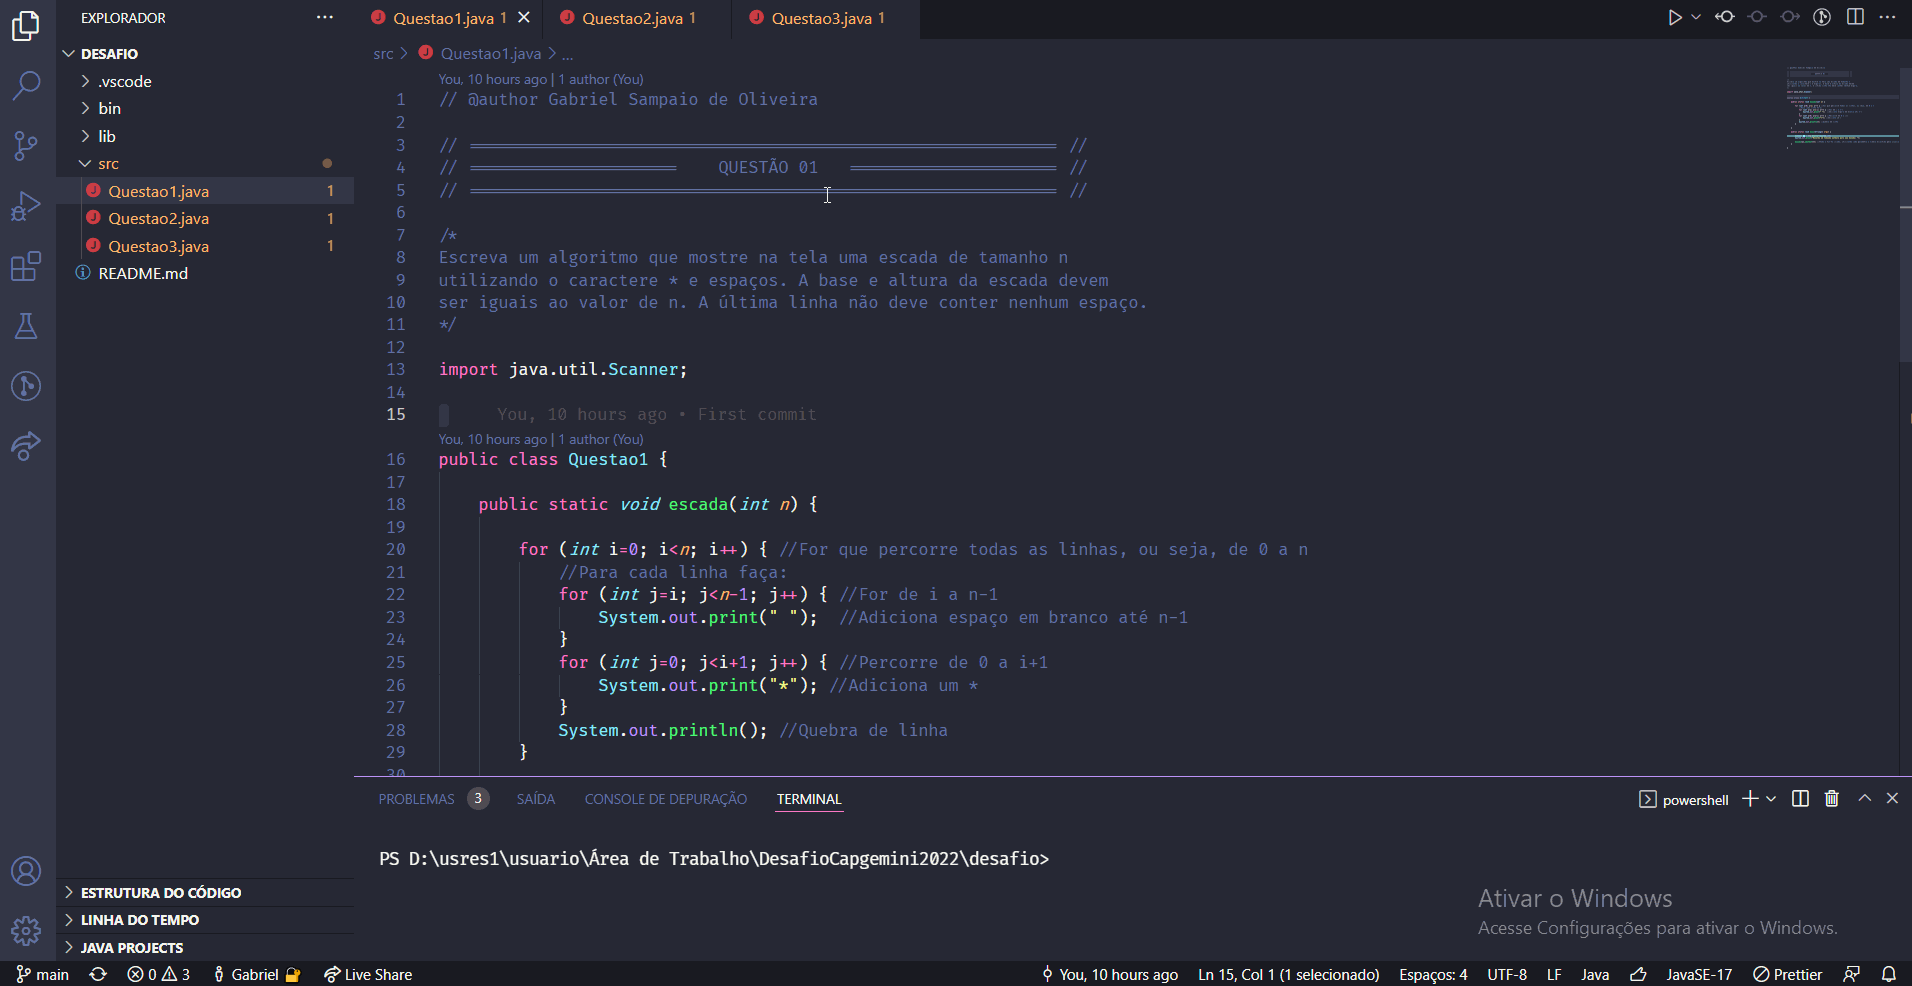 EXPLORADOR ···
DESAFIO
.vscode
bin
lib
src
Questao1.java 1
Questao2.java 1
Questao3.java 1
README.md
ESTRUTURA DO CÓDIGO
LINHA DO TEMPO
JAVA PROJECTS
Questao1.java 1 Questao2.java 1 Questao3.java 1
src > Questao1.java > ...
You, 10 hours ago | 1 author (You)
1 // @author Gabriel Sampaio de Oliveira
2
3 // ═══════════════════════════════════════════ //
4 // ═══════════════ QUESTÃO 01 ═══════════════ //
5 // ═══════════════════════════════════════════ //
6
7 /*
8 Escreva um algoritmo que mostre na tela uma escada de tamanho n
9 utilizando o caractere * e espaços. A base e altura da escada devem
10 ser iguais ao valor de n. A última linha não deve conter nenhum espaço.
11 */
12
13 import java.util.Scanner;
14
15 You, 10 hours ago • First commit
You, 10 hours ago | 1 author (You)
16 public class Questao1 {
17
18 public static void escada(int n) {
19
20 for (int i=0; i<n; i++) { //For que percorre todas as linhas, ou seja, de 0 a n
21 //Para cada linha faça:
22 for (int j=i; j<n-1; j++) { //For de i a n-1
23 System.out.print(" "); //Adiciona espaço em branco até n-1
24 }
25 for (int j=0; j<i+1; j++) { //Percorre de 0 a i+1
26 System.out.print("*"); //Adiciona um *
27 }
28 System.out.println(); //Quebra de linha
29 }
30
PROBLEMAS 3 SAÍDA CONSOLE DE DEPURAÇÃO TERMINAL powershell
PS D:\usres1\usuario\Área de Trabalho\DesafioCapgemini2022\desafio>
Ativar o Windows
Acesse Configurações para ativar o Windows.
main 0 3 Gabriel Live Share You, 10 hours ago Ln 15, Col 1 (1 selecionado) Espaços: 4 UTF-8 LF Java JavaSE-17 Prettier